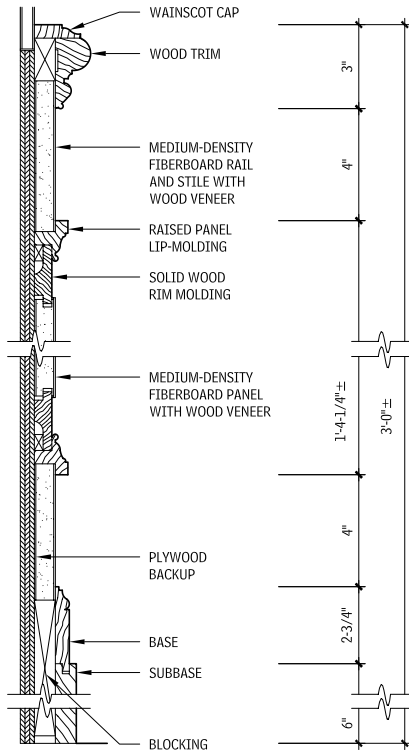 WAINSCOT CAP
WOOD TRIM
3"
MEDIUM-DENSITY
FIBERBOARD RAIL
AND STILE WITH
WOOD VENEER
4"
RAISED PANEL
LIP-MOLDING
SOLID WOOD
RIM MOLDING
MEDIUM-DENSITY
FIBERBOARD PANEL
WITH WOOD VENEER
1'-4-1/4" ±
3'-0" ±
PLYWOOD
BACKUP
4"
BASE
2-3/4"
SUBBASE
BLOCKING
6"